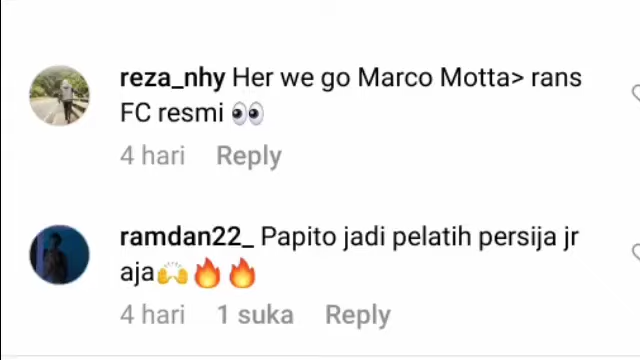 reza_nhy Her we go Marco Motta> rans
FC resmi 👀
4 hari Reply
ramdan22_ Papito jadi pelatih persija jr
aja🙌🔥🔥
4 hari 1 suka Reply